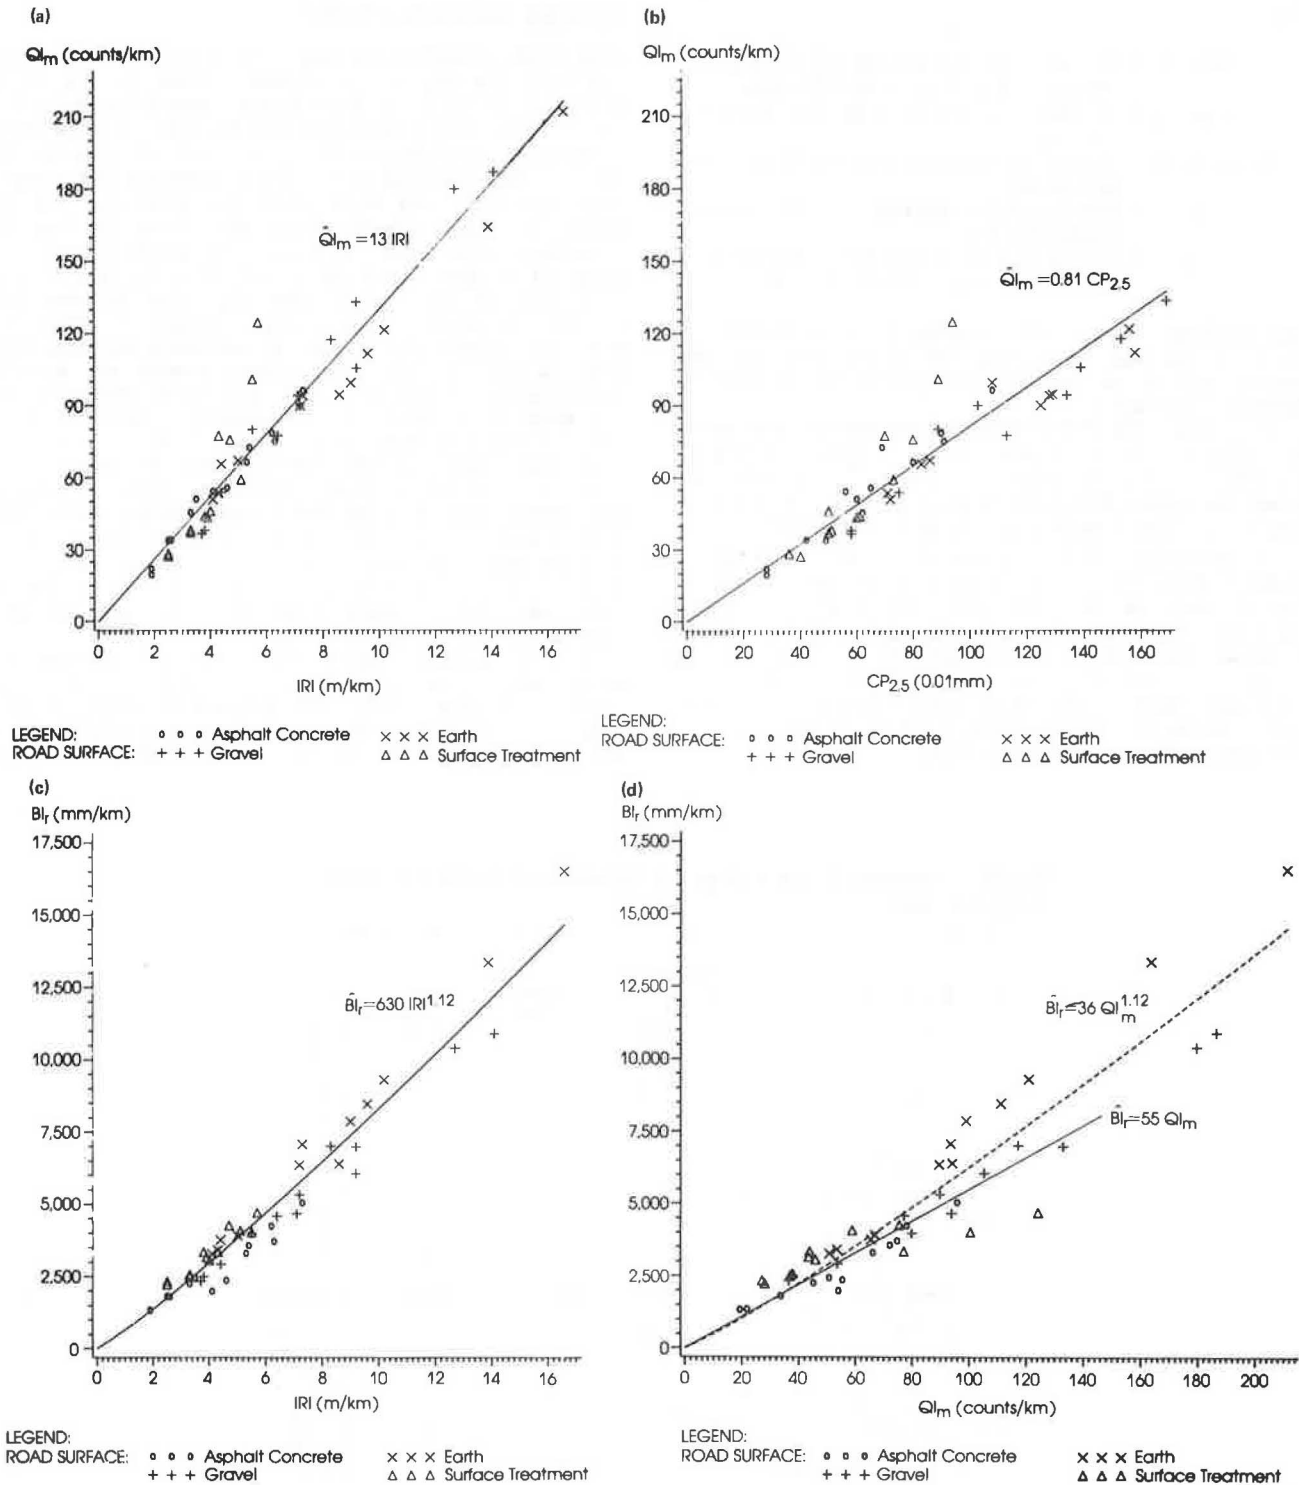 (a)
QIm (counts/km)
210
180
150
120
90
60
30
0
Q̂Im = 13 IRI
0 2 4 6 8 10 12 14 16
IRI (m/km)
LEGEND:
ROAD SURFACE: o o o Asphalt Concrete × × × Earth
+ + + Gravel △ △ △ Surface Treatment
(b)
QIm (counts/km)
210
180
150
120
90
60
30
0
Q̂Im = 0.81 CP2.5
0 20 40 60 80 100 120 140 160
CP2.5 (0.01mm)
LEGEND:
ROAD SURFACE: o o o Asphalt Concrete × × × Earth
+ + + Gravel △ △ △ Surface Treatment
(c)
BIr (mm/km)
17,500
15,000
12,500
10,000
7,500
5,000
2,500
0
B̂Ir=630 IRI1.12
0 2 4 6 8 10 12 14 16
IRI (m/km)
LEGEND:
ROAD SURFACE: o o o Asphalt Concrete × × × Earth
+ + + Gravel △ △ △ Surface Treatment
(d)
BIr (mm/km)
17,500
15,000
12,500
10,000
7,500
5,000
2,500
0
B̂Ir=36 QIm1.12
B̂Ir=55 QIm
0 20 40 60 80 100 120 140 160 180 200
QIm (counts/km)
LEGEND:
ROAD SURFACE: o o o Asphalt Concrete × × × Earth
+ + + Gravel △ △ △ Surface Treatment